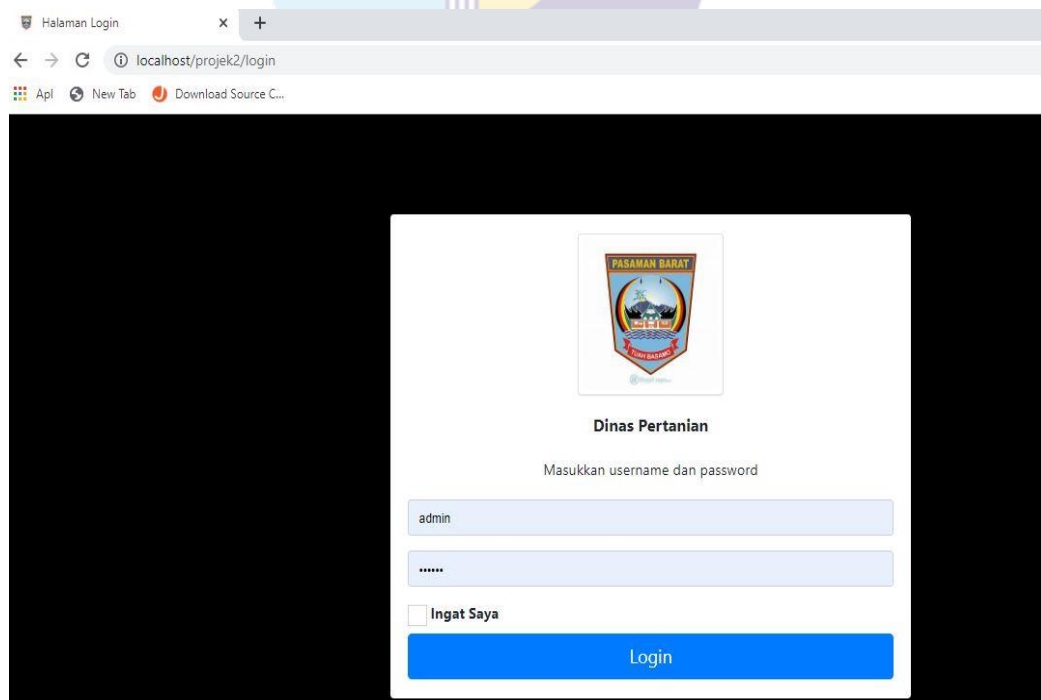 Halaman Login
localhost/projek2/login
Apl New Tab Download Source C...
PASAMAN BARAT
TUAH BASAMO
Dinas Pertanian
Masukkan username dan password
admin
••••••
Ingat Saya
Login